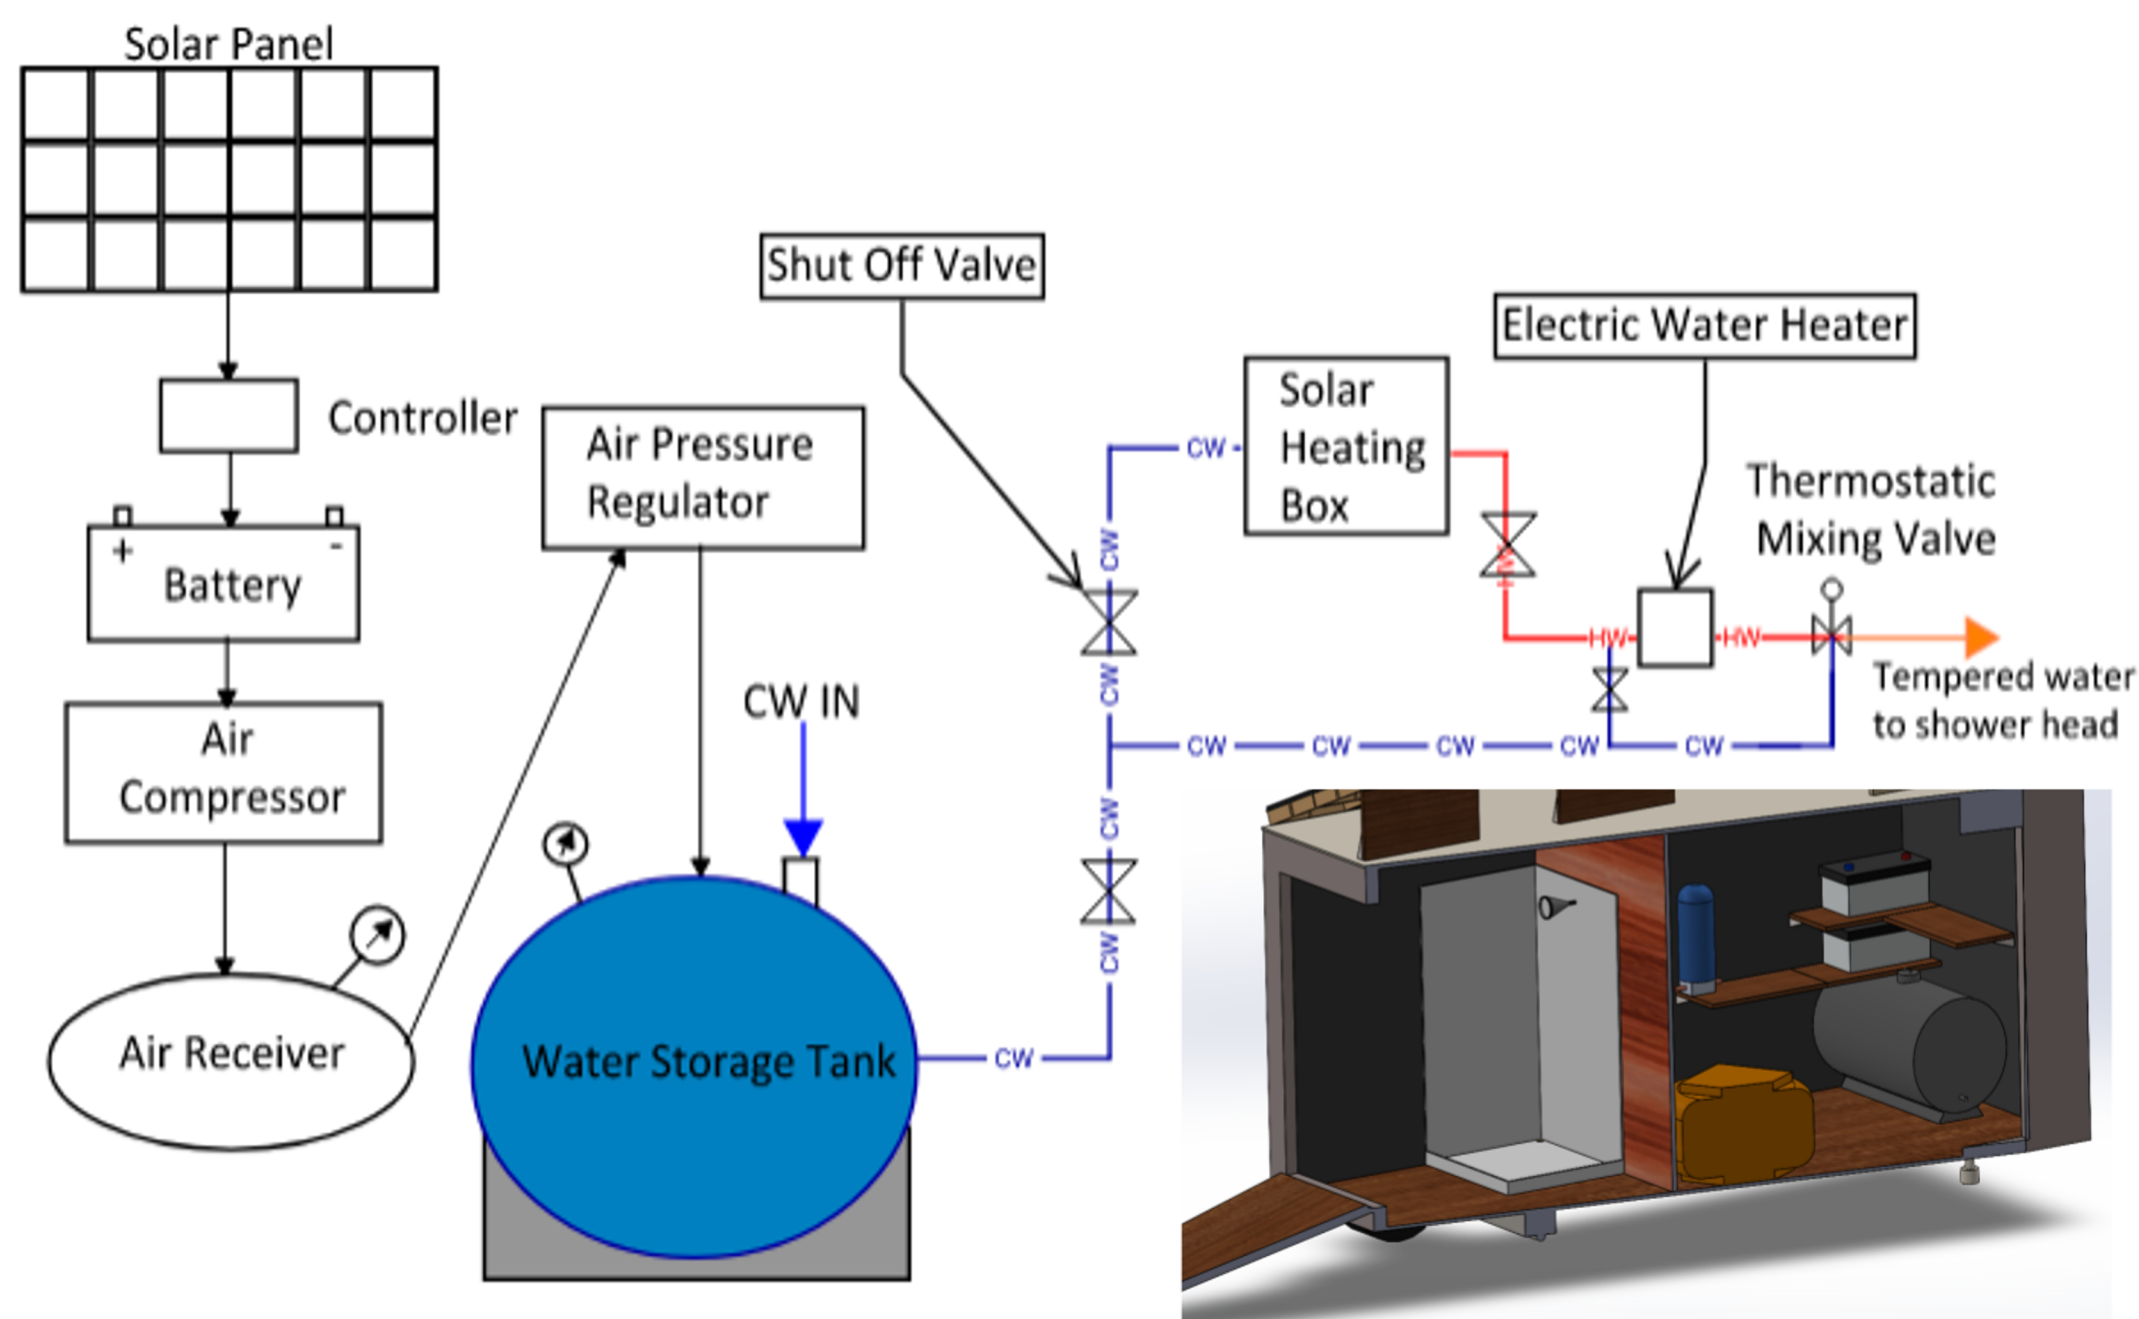 Solar Panel
Controller
+
-
Battery
Air
Compressor
Air Receiver
Air Pressure
Regulator
CW IN
Water Storage Tank
Shut Off Valve
CW
CW
CW
CW
CW
CW
Solar
Heating
Box
Electric Water Heater
HW
HW
HW
Thermostatic
Mixing Valve
Tempered water
to shower head
CW
CW
CW
CW
CW